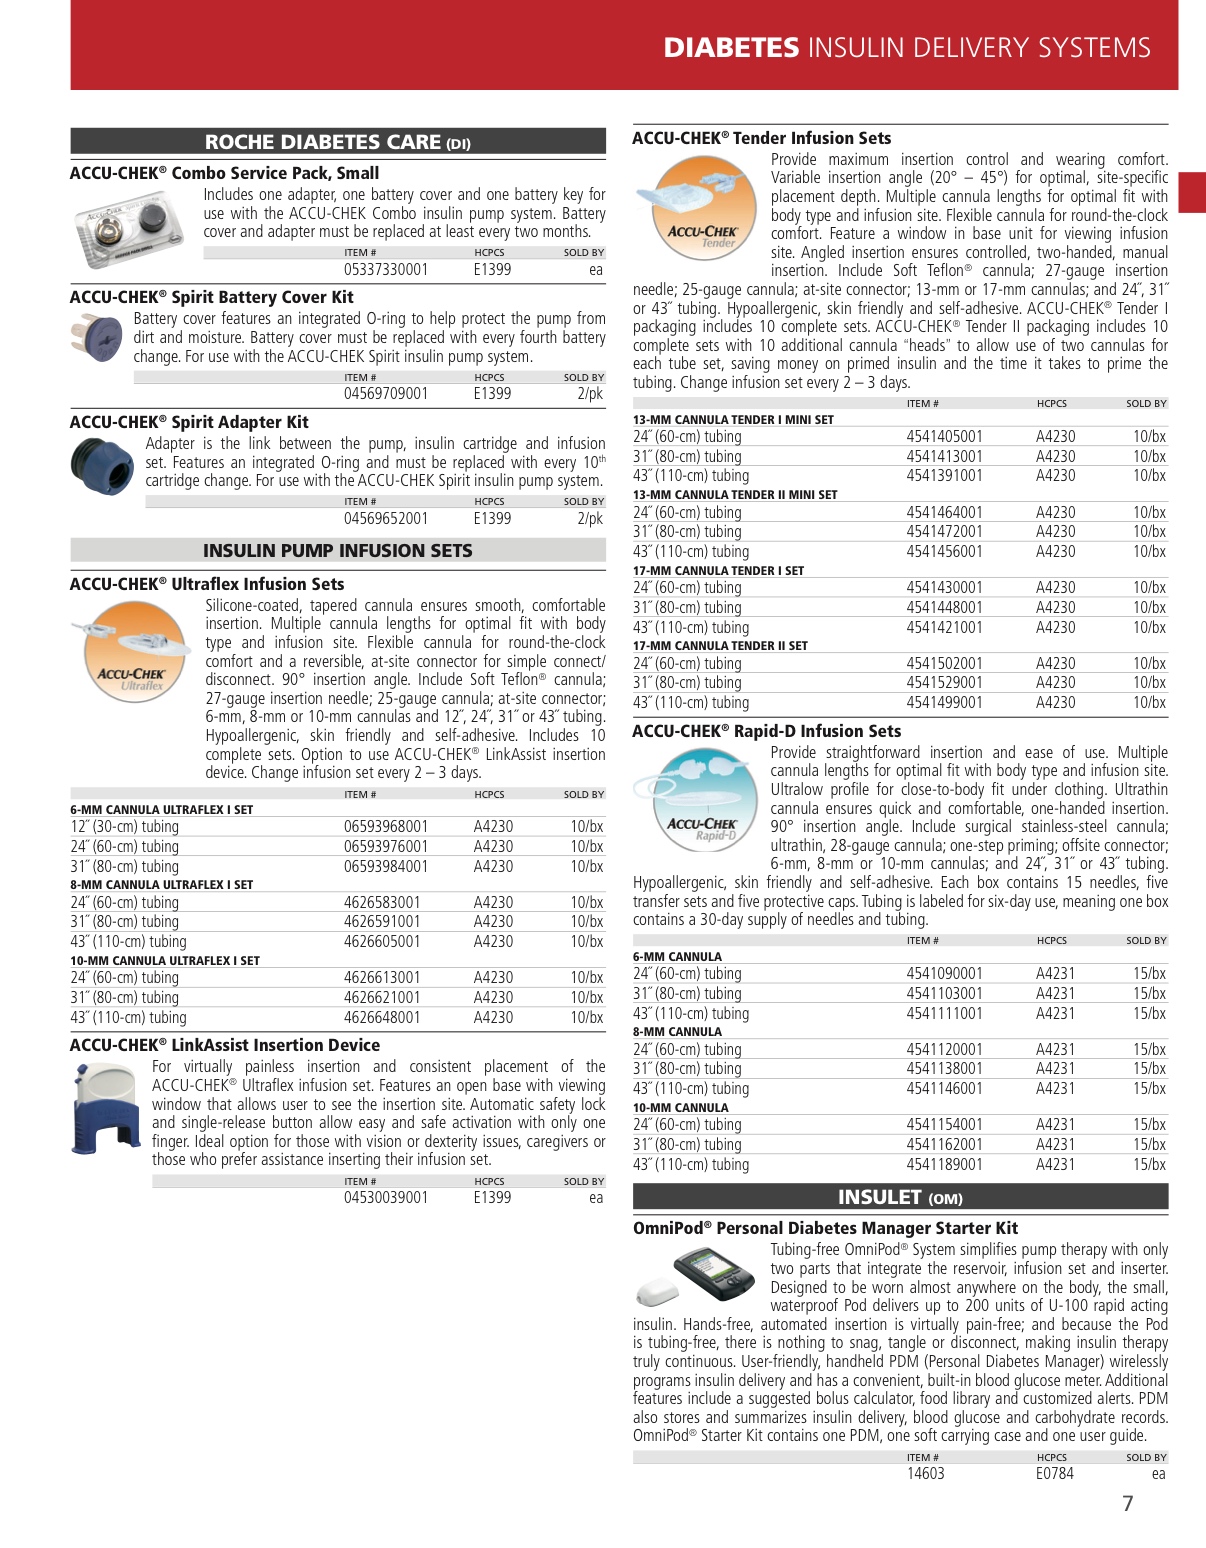 DIABETES INSULIN DELIVERY SYSTEMS
ROCHE DIABETES CARE (DI)
ACCU-CHEK® Combo Service Pack, Small
Includes one adapter, one battery cover and one battery key for
use with the ACCU-CHEK Combo insulin pump system. Battery
cover and adapter must be replaced at least every two months.
ITEM # HCPCS SOLD BY
05337330001 E1399 ea
ACCU-CHEK® Spirit Battery Cover Kit
Battery cover features an integrated O-ring to help protect the pump from
dirt and moisture. Battery cover must be replaced with every fourth battery
change. For use with the ACCU-CHEK Spirit insulin pump system.
ITEM # HCPCS SOLD BY
04569709001 E1399 2/pk
ACCU-CHEK® Spirit Adapter Kit
Adapter is the link between the pump, insulin cartridge and infusion
set. Features an integrated O-ring and must be replaced with every 10th
cartridge change. For use with the ACCU-CHEK Spirit insulin pump system.
ITEM # HCPCS SOLD BY
04569652001 E1399 2/pk
INSULIN PUMP INFUSION SETS
ACCU-CHEK® Ultraflex Infusion Sets
ACCU-CHEK
Ultraflex
Silicone-coated, tapered cannula ensures smooth, comfortable
insertion. Multiple cannula lengths for optimal fit with body
type and infusion site. Flexible cannula for round-the-clock
comfort and a reversible, at-site connector for simple connect/
disconnect. 90° insertion angle. Include Soft Teflon® cannula;
27-gauge insertion needle; 25-gauge cannula; at-site connector;
6-mm, 8-mm or 10-mm cannulas and 12˝, 24˝, 31˝ or 43˝ tubing.
Hypoallergenic, skin friendly and self-adhesive. Includes 10
complete sets. Option to use ACCU-CHEK® LinkAssist insertion
device. Change infusion set every 2 – 3 days.
ITEM # HCPCS SOLD BY
6-MM CANNULA ULTRAFLEX I SET
12˝ (30-cm) tubing 06593968001 A4230 10/bx
24˝ (60-cm) tubing 06593976001 A4230 10/bx
31˝ (80-cm) tubing 06593984001 A4230 10/bx
8-MM CANNULA ULTRAFLEX I SET
24˝ (60-cm) tubing 4626583001 A4230 10/bx
31˝ (80-cm) tubing 4626591001 A4230 10/bx
43˝ (110-cm) tubing 4626605001 A4230 10/bx
10-MM CANNULA ULTRAFLEX I SET
24˝ (60-cm) tubing 4626613001 A4230 10/bx
31˝ (80-cm) tubing 4626621001 A4230 10/bx
43˝ (110-cm) tubing 4626648001 A4230 10/bx
ACCU-CHEK® LinkAssist Insertion Device
For virtually painless insertion and consistent placement of the
ACCU-CHEK® Ultraflex infusion set. Features an open base with viewing
window that allows user to see the insertion site. Automatic safety lock
and single-release button allow easy and safe activation with only one
finger. Ideal option for those with vision or dexterity issues, caregivers or
those who prefer assistance inserting their infusion set.
ITEM # HCPCS SOLD BY
04530039001 E1399 ea
ACCU-CHEK® Tender Infusion Sets
ACCU-CHEK
Tender
Provide maximum insertion control and wearing comfort.
Variable insertion angle (20° – 45°) for optimal, site-specific
placement depth. Multiple cannula lengths for optimal fit with
body type and infusion site. Flexible cannula for round-the-clock
comfort. Feature a window in base unit for viewing infusion
site. Angled insertion ensures controlled, two-handed, manual
insertion. Include Soft Teflon® cannula; 27-gauge insertion
needle; 25-gauge cannula; at-site connector; 13-mm or 17-mm cannulas; and 24˝, 31˝
or 43˝ tubing. Hypoallergenic, skin friendly and self-adhesive. ACCU-CHEK® Tender I
packaging includes 10 complete sets. ACCU-CHEK® Tender II packaging includes 10
complete sets with 10 additional cannula “heads” to allow use of two cannulas for
each tube set, saving money on primed insulin and the time it takes to prime the
tubing. Change infusion set every 2 – 3 days.
ITEM # HCPCS SOLD BY
13-MM CANNULA TENDER I MINI SET
24˝ (60-cm) tubing 4541405001 A4230 10/bx
31˝ (80-cm) tubing 4541413001 A4230 10/bx
43˝ (110-cm) tubing 4541391001 A4230 10/bx
13-MM CANNULA TENDER II MINI SET
24˝ (60-cm) tubing 4541464001 A4230 10/bx
31˝ (80-cm) tubing 4541472001 A4230 10/bx
43˝ (110-cm) tubing 4541456001 A4230 10/bx
17-MM CANNULA TENDER I SET
24˝ (60-cm) tubing 4541430001 A4230 10/bx
31˝ (80-cm) tubing 4541448001 A4230 10/bx
43˝ (110-cm) tubing 4541421001 A4230 10/bx
17-MM CANNULA TENDER II SET
24˝ (60-cm) tubing 4541502001 A4230 10/bx
31˝ (80-cm) tubing 4541529001 A4230 10/bx
43˝ (110-cm) tubing 4541499001 A4230 10/bx
ACCU-CHEK® Rapid-D Infusion Sets
ACCU-CHEK
Rapid-D
Provide straightforward insertion and ease of use. Multiple
cannula lengths for optimal fit with body type and infusion site.
Ultralow profile for close-to-body fit under clothing. Ultrathin
cannula ensures quick and comfortable, one-handed insertion.
90° insertion angle. Include surgical stainless-steel cannula;
ultrathin, 28-gauge cannula; one-step priming; offsite connector;
6-mm, 8-mm or 10-mm cannulas; and 24˝, 31˝ or 43˝ tubing.
Hypoallergenic, skin friendly and self-adhesive. Each box contains 15 needles, five
transfer sets and five protective caps. Tubing is labeled for six-day use, meaning one box
contains a 30-day supply of needles and tubing.
ITEM # HCPCS SOLD BY
6-MM CANNULA
24˝ (60-cm) tubing 4541090001 A4231 15/bx
31˝ (80-cm) tubing 4541103001 A4231 15/bx
43˝ (110-cm) tubing 4541111001 A4231 15/bx
8-MM CANNULA
24˝ (60-cm) tubing 4541120001 A4231 15/bx
31˝ (80-cm) tubing 4541138001 A4231 15/bx
43˝ (110-cm) tubing 4541146001 A4231 15/bx
10-MM CANNULA
24˝ (60-cm) tubing 4541154001 A4231 15/bx
31˝ (80-cm) tubing 4541162001 A4231 15/bx
43˝ (110-cm) tubing 4541189001 A4231 15/bx
INSULET (OM)
OmniPod® Personal Diabetes Manager Starter Kit
Tubing-free OmniPod® System simplifies pump therapy with only
two parts that integrate the reservoir, infusion set and inserter.
Designed to be worn almost anywhere on the body, the small,
waterproof Pod delivers up to 200 units of U-100 rapid acting
insulin. Hands-free, automated insertion is virtually pain-free; and because the Pod
is tubing-free, there is nothing to snag, tangle or disconnect, making insulin therapy
truly continuous. User-friendly, handheld PDM (Personal Diabetes Manager) wirelessly
programs insulin delivery and has a convenient, built-in blood glucose meter. Additional
features include a suggested bolus calculator, food library and customized alerts. PDM
also stores and summarizes insulin delivery, blood glucose and carbohydrate records.
OmniPod® Starter Kit contains one PDM, one soft carrying case and one user guide.
ITEM # HCPCS SOLD BY
14603 E0784 ea
7